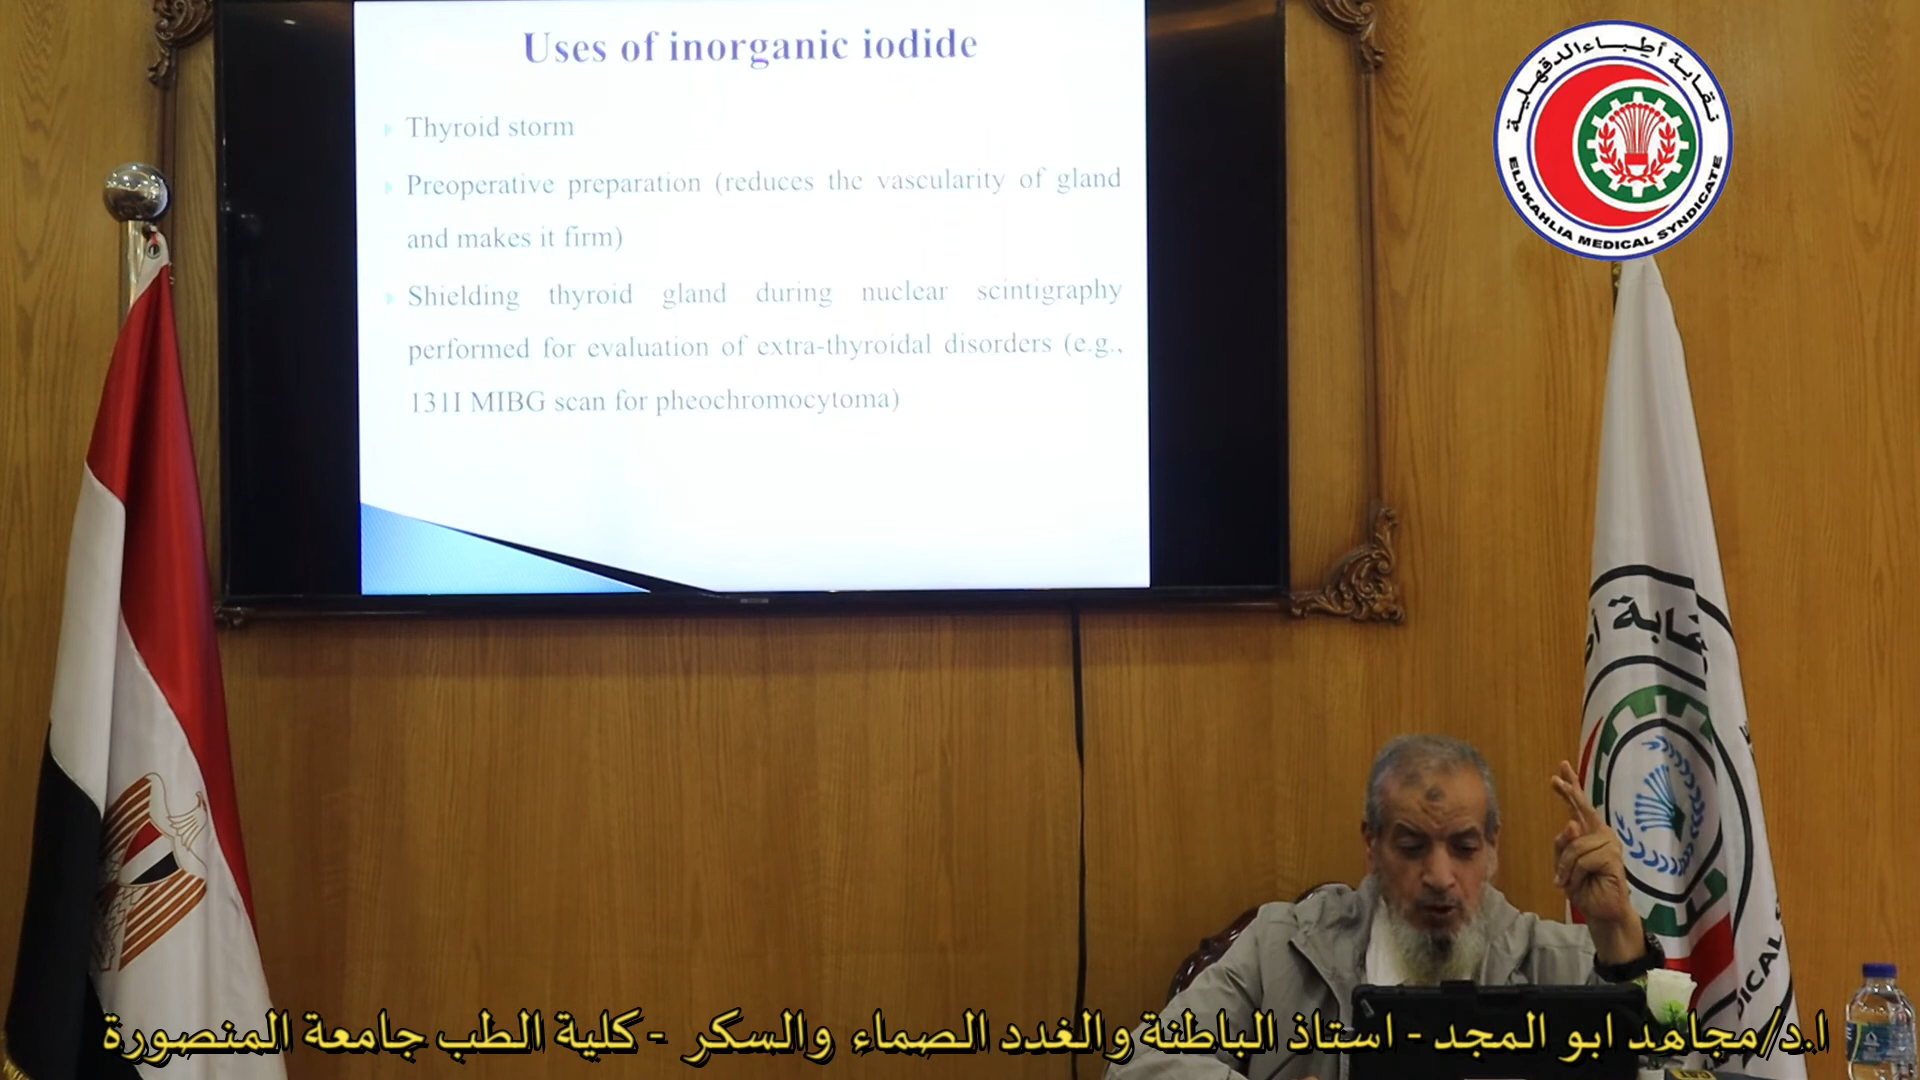 Uses of inorganic iodide
Thyroid storm
Preoperative preparation (reduces the vascularity of gland
and makes it firm)
Shielding thyroid gland during nuclear scintigraphy
performed for evaluation of extra-thyroidal disorders (e.g.,
131I MIBG scan for pheochromocytoma)
نقابة أطباء الدقهلية
ELDKAHLIA MEDICAL SYNDICATE
نقابة
ا.د/مجاهد ابو المجد - استاذ الباطنة والغدد الصماء والسكر - كلية الطب جامعة المنصورة